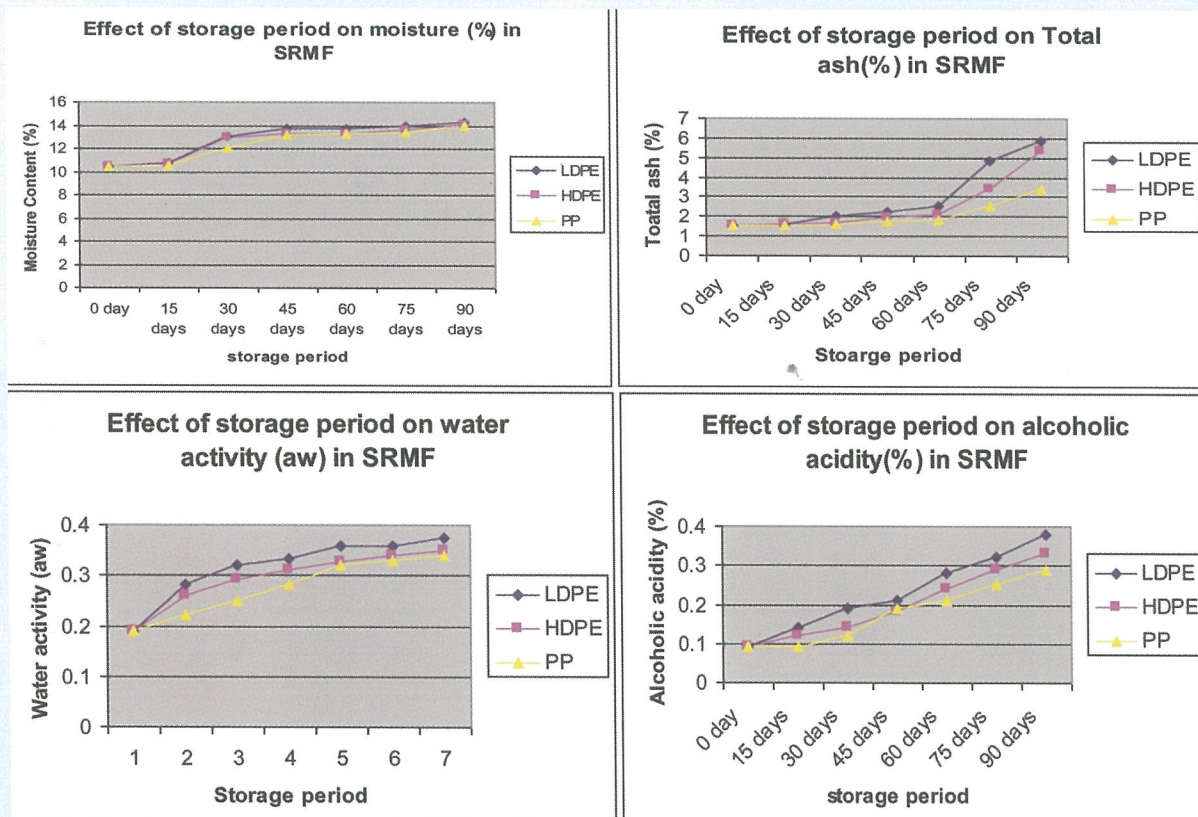 Effect of storage period on moisture (%) in
SRMF
Moisture Content (%)
16
14
12
10
8
6
4
2
0
0 day
15
days
30
days
45
days
60
days
75
days
90
days
storage period
LDPE
HDPE
PP
Effect of storage period on Total
ash(%) in SRMF
Toatal ash (%)
7
6
5
4
3
2
1
0
0 day
15 days
30 days
45 days
60 days
75 days
90 days
Stoarge period
LDPE
HDPE
PP
Effect of storage period on water
activity (aw) in SRMF
Water activity (aw)
0.4
0.3
0.2
0.1
0
1
2
3
4
5
6
7
Storage period
LDPE
HDPE
PP
Effect of storage period on alcoholic
acidity(%) in SRMF
Alcoholic acidity (%)
0.4
0.3
0.2
0.1
0
0 day
15 days
30 days
45 days
60 days
75 days
90 days
storage period
LDPE
HDPE
PP